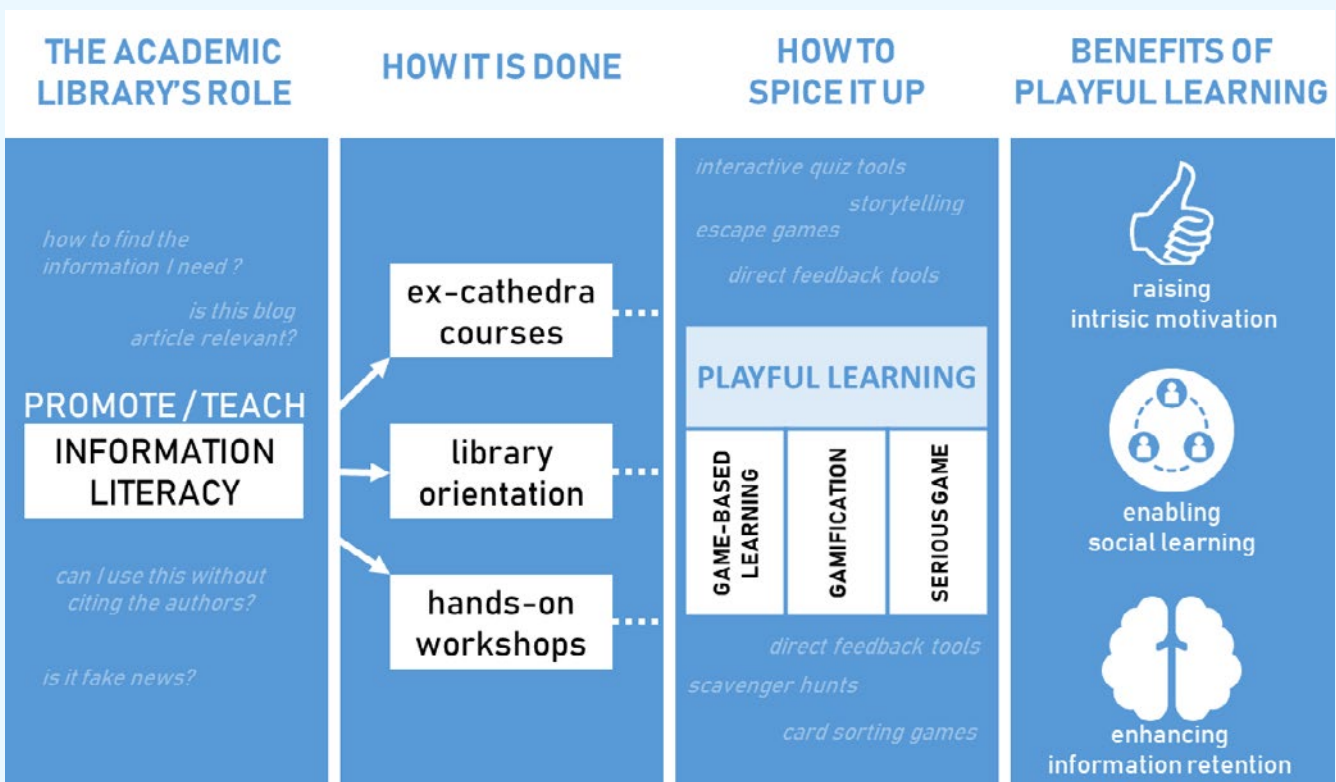 THE ACADEMIC
LIBRARY'S ROLE
how to find the
information I need ?
is this blog
article relevant?
PROMOTE / TEACH
INFORMATION
LITERACY
can I use this without
citing the authors?
is it fake news?
HOW IT IS DONE
ex-cathedra
courses
library
orientation
hands-on
workshops
HOW TO
SPICE IT UP
interactive quiz tools
storytelling
escape games
direct feedback tools
PLAYFUL LEARNING
GAME-BASED
LEARNING
GAMIFICATION
SERIOUS GAME
direct feedback tools
scavenger hunts
card sorting games
BENEFITS OF
PLAYFUL LEARNING
raising
intrisic motivation
enabling
social learning
enhancing
information retention